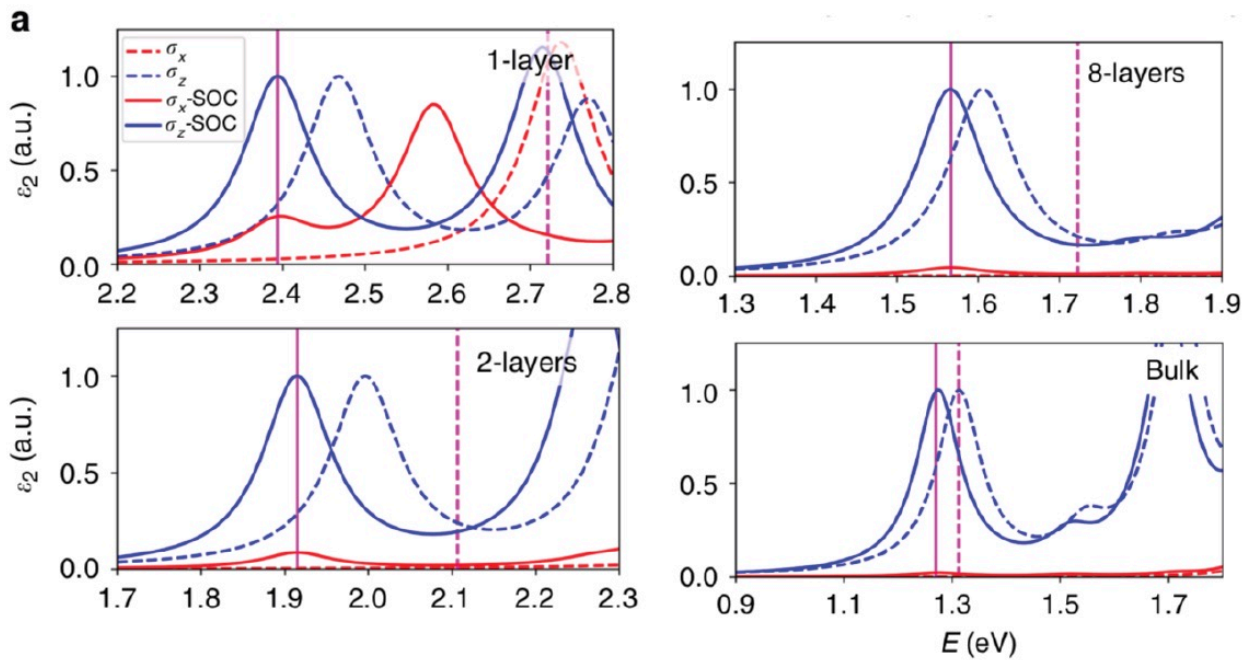 a
σx
σz
σx-SOC
σz-SOC
1-layer
ε2 (a.u.)
1.0
0.5
0.0
2.2 2.3 2.4 2.5 2.6 2.7 2.8
8-layers
1.0
0.5
0.0
1.3 1.4 1.5 1.6 1.7 1.8 1.9
2-layers
ε2 (a.u.)
1.0
0.5
0.0
1.7 1.8 1.9 2.0 2.1 2.2 2.3
Bulk
1.0
0.5
0.0
0.9 1.1 1.3 1.5 1.7
E (eV)